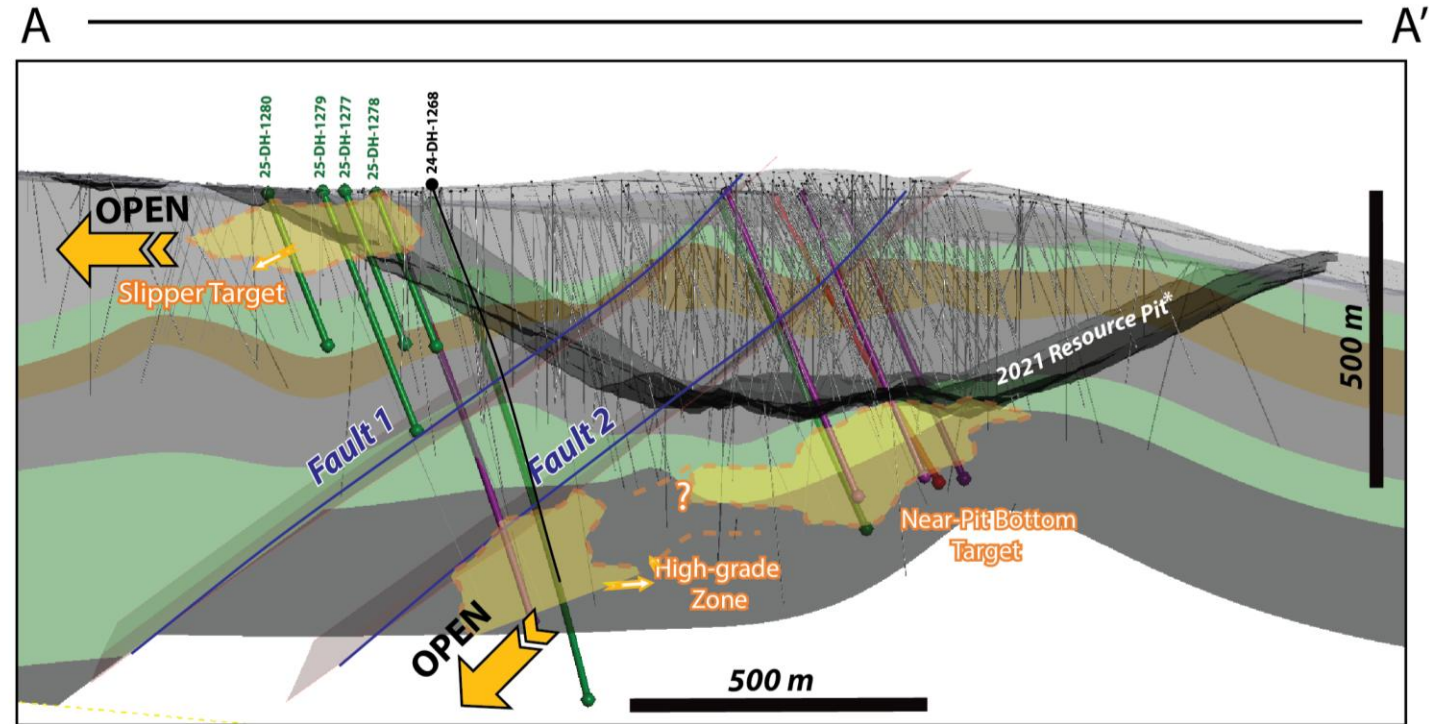 A
A’
25-DH-1280
25-DH-1279
25-DH-1277
25-DH-1278
24-DH-1268
OPEN
Slipper Target
2021 Resource Pit*
500 m
Fault 1
Fault 2
?
Near-Pit Bottom
Target
High-grade
Zone
OPEN
500 m